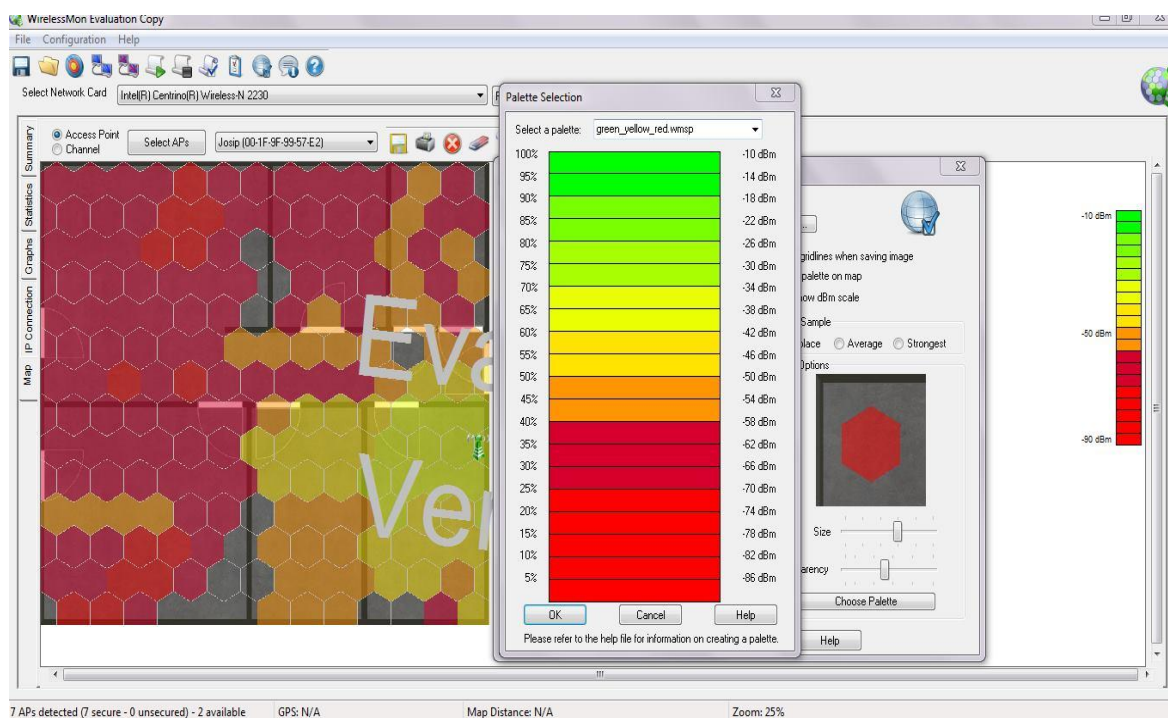 WirelessMon Evaluation Copy
File Configuration Help
Select Network Card Intel(R) Centrino(R) Wireless-N 2230
Summary
Statistics
Graphs
IP Connection
Map
Access Point
Channel
Select APs
Josip (00-1F-9F-99-57-E2)
Eva
Ver
Palette Selection
Select a palette: green_yellow_red.wmsp
100% -10 dBm
95% -14 dBm
90% -18 dBm
85% -22 dBm
80% -26 dBm
75% -30 dBm
70% -34 dBm
65% -38 dBm
60% -42 dBm
55% -46 dBm
50% -50 dBm
45% -54 dBm
40% -58 dBm
35% -62 dBm
30% -66 dBm
25% -70 dBm
20% -74 dBm
15% -78 dBm
10% -82 dBm
5% -86 dBm
OK Cancel Help
Please refer to the help file for information on creating a palette.
gridlines when saving image
palette on map
ow dBm scale
Sample
lace Average Strongest
Options
Size
arency
Choose Palette
Help
-10 dBm
-50 dBm
-90 dBm
7 APs detected (7 secure - 0 unsecured) - 2 available GPS: N/A Map Distance: N/A Zoom: 25%